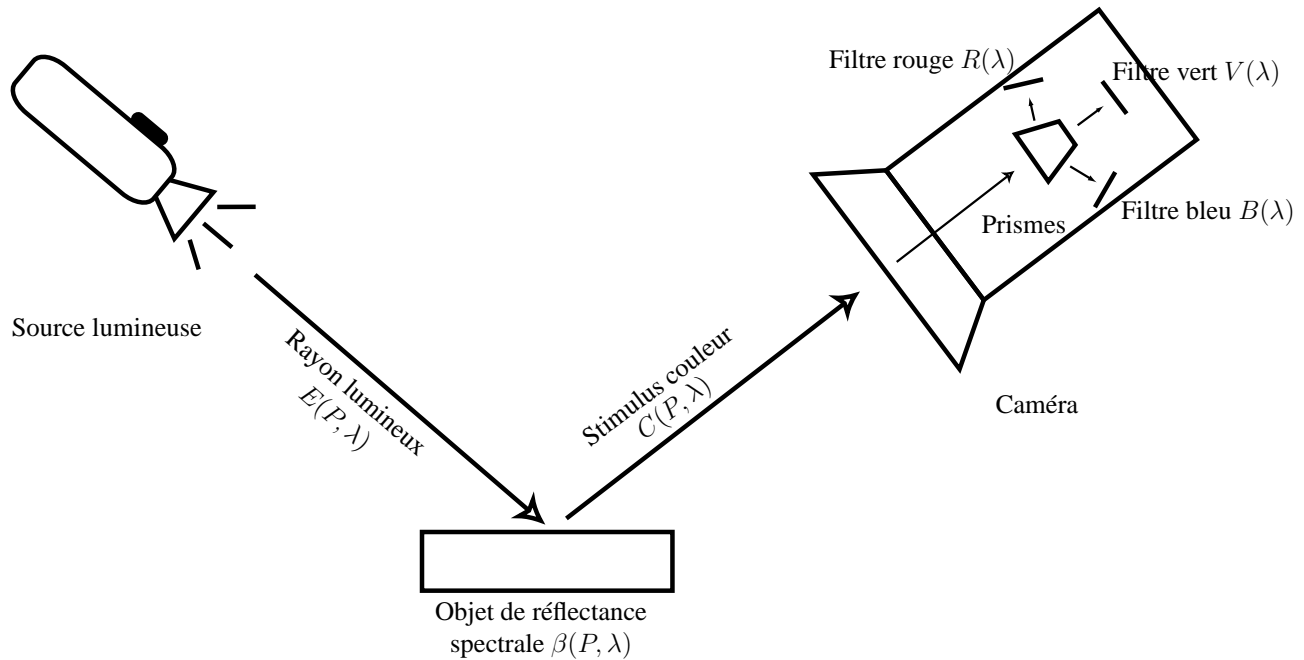 Filtre rouge R(λ)
Filtre vert V(λ)
Filtre bleu B(λ)
Prismes
Source lumineuse
Rayon lumineux
E(P, λ)
Stimulus couleur
C(P, λ)
Caméra
Objet de réflectance
spectrale β(P, λ)